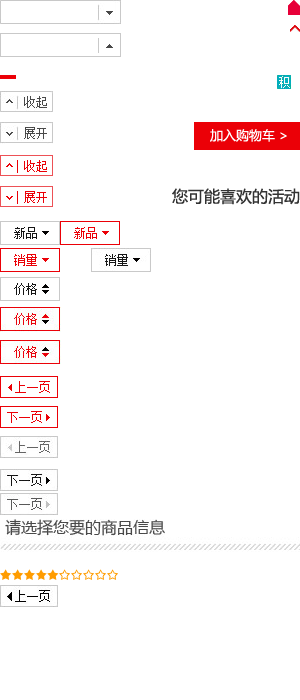 积
收起
展开
加入购物车 >
收起
展开
您可能喜欢的活动
新品 新品
销量 销量
价格
价格
价格
上一页
下一页
上一页
下一页
下一页
请选择您要的商品信息
上一页